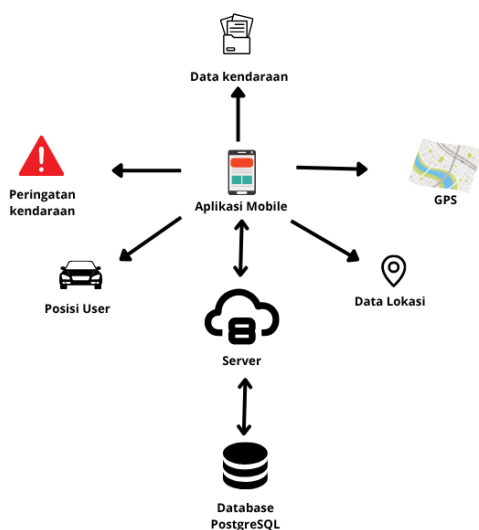 Data kendaraan
Peringatan
kendaraan
Aplikasi Mobile
GPS
Posisi User
Data Lokasi
Server
Database
PostgreSQL